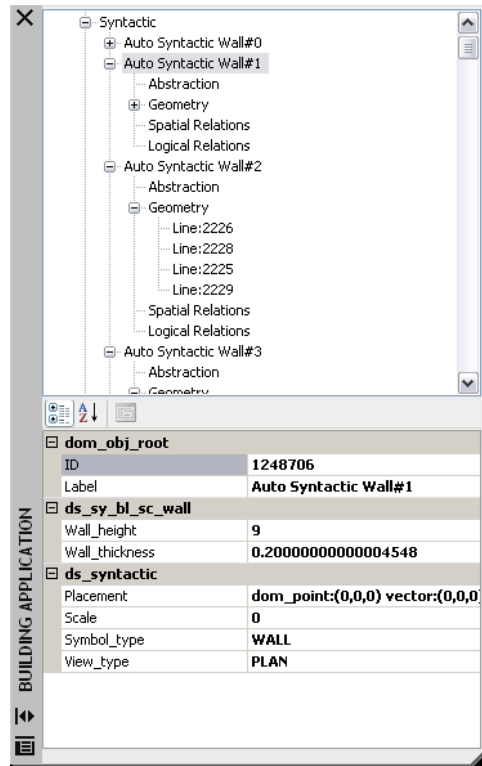 Syntactic
Auto Syntactic Wall#0
Auto Syntactic Wall#1
Abstraction
Geometry
Spatial Relations
Logical Relations
Auto Syntactic Wall#2
Abstraction
Geometry
Line:2226
Line:2228
Line:2225
Line:2229
Spatial Relations
Logical Relations
Auto Syntactic Wall#3
Abstraction
Geometry
dom_obj_root
ID 1248706
Label Auto Syntactic Wall#1
ds_sy_bl_sc_wall
Wall_height 9
Wall_thickness 0.20000000000004548
ds_syntactic
Placement dom_point:(0,0,0) vector:(0,0,0)
Scale 0
Symbol_type WALL
View_type PLAN
BUILDING APPLICATION